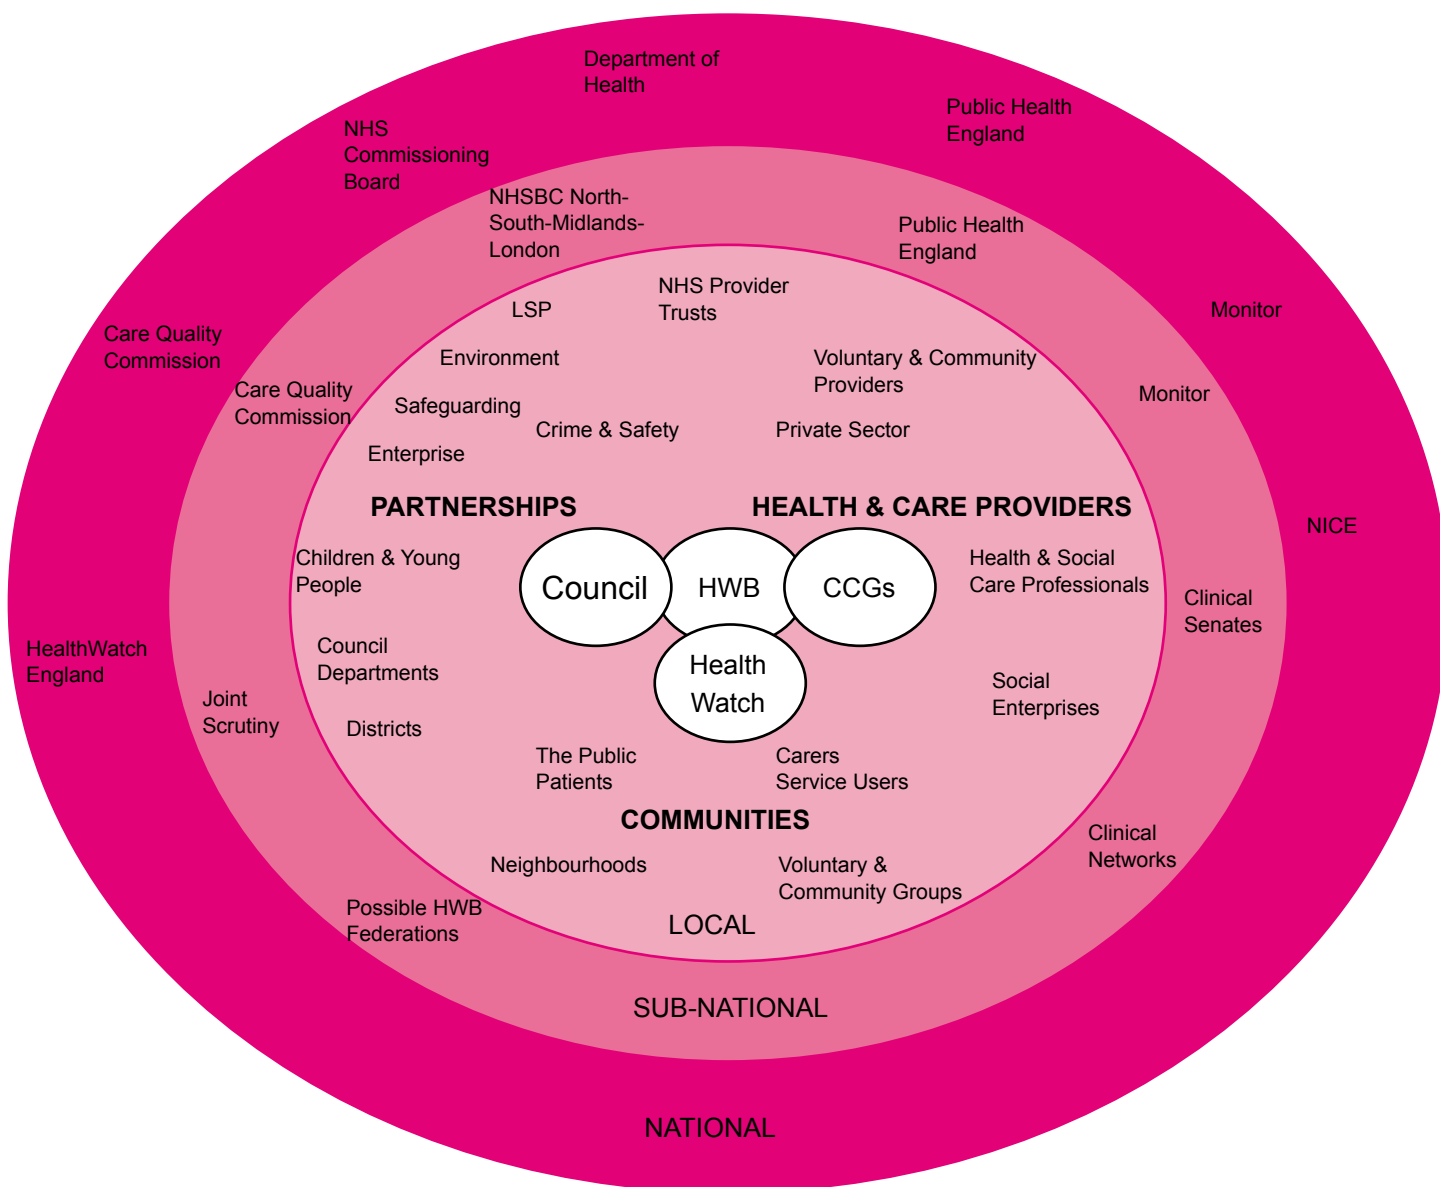 Department of
Health
Public Health
England
NHS
Commissioning
Board
NHSBC North-
South-Midlands-
London
Public Health
England
NHS Provider
Trusts
LSP
Monitor
Care Quality
Commission
Environment
Voluntary & Community
Providers
Care Quality
Commission
Monitor
Safeguarding
Crime & Safety
Private Sector
Enterprise
PARTNERSHIPS
HEALTH & CARE PROVIDERS
NICE
Children & Young
People
Council
HWB
CCGs
Health & Social
Care Professionals
Clinical
Senates
HealthWatch
England
Council
Departments
Health
Watch
Joint
Scrutiny
Social
Enterprises
Districts
The Public
Patients
Carers
Service Users
COMMUNITIES
Clinical
Networks
Neighbourhoods
Voluntary &
Community Groups
Possible HWB
Federations
LOCAL
SUB-NATIONAL
NATIONAL